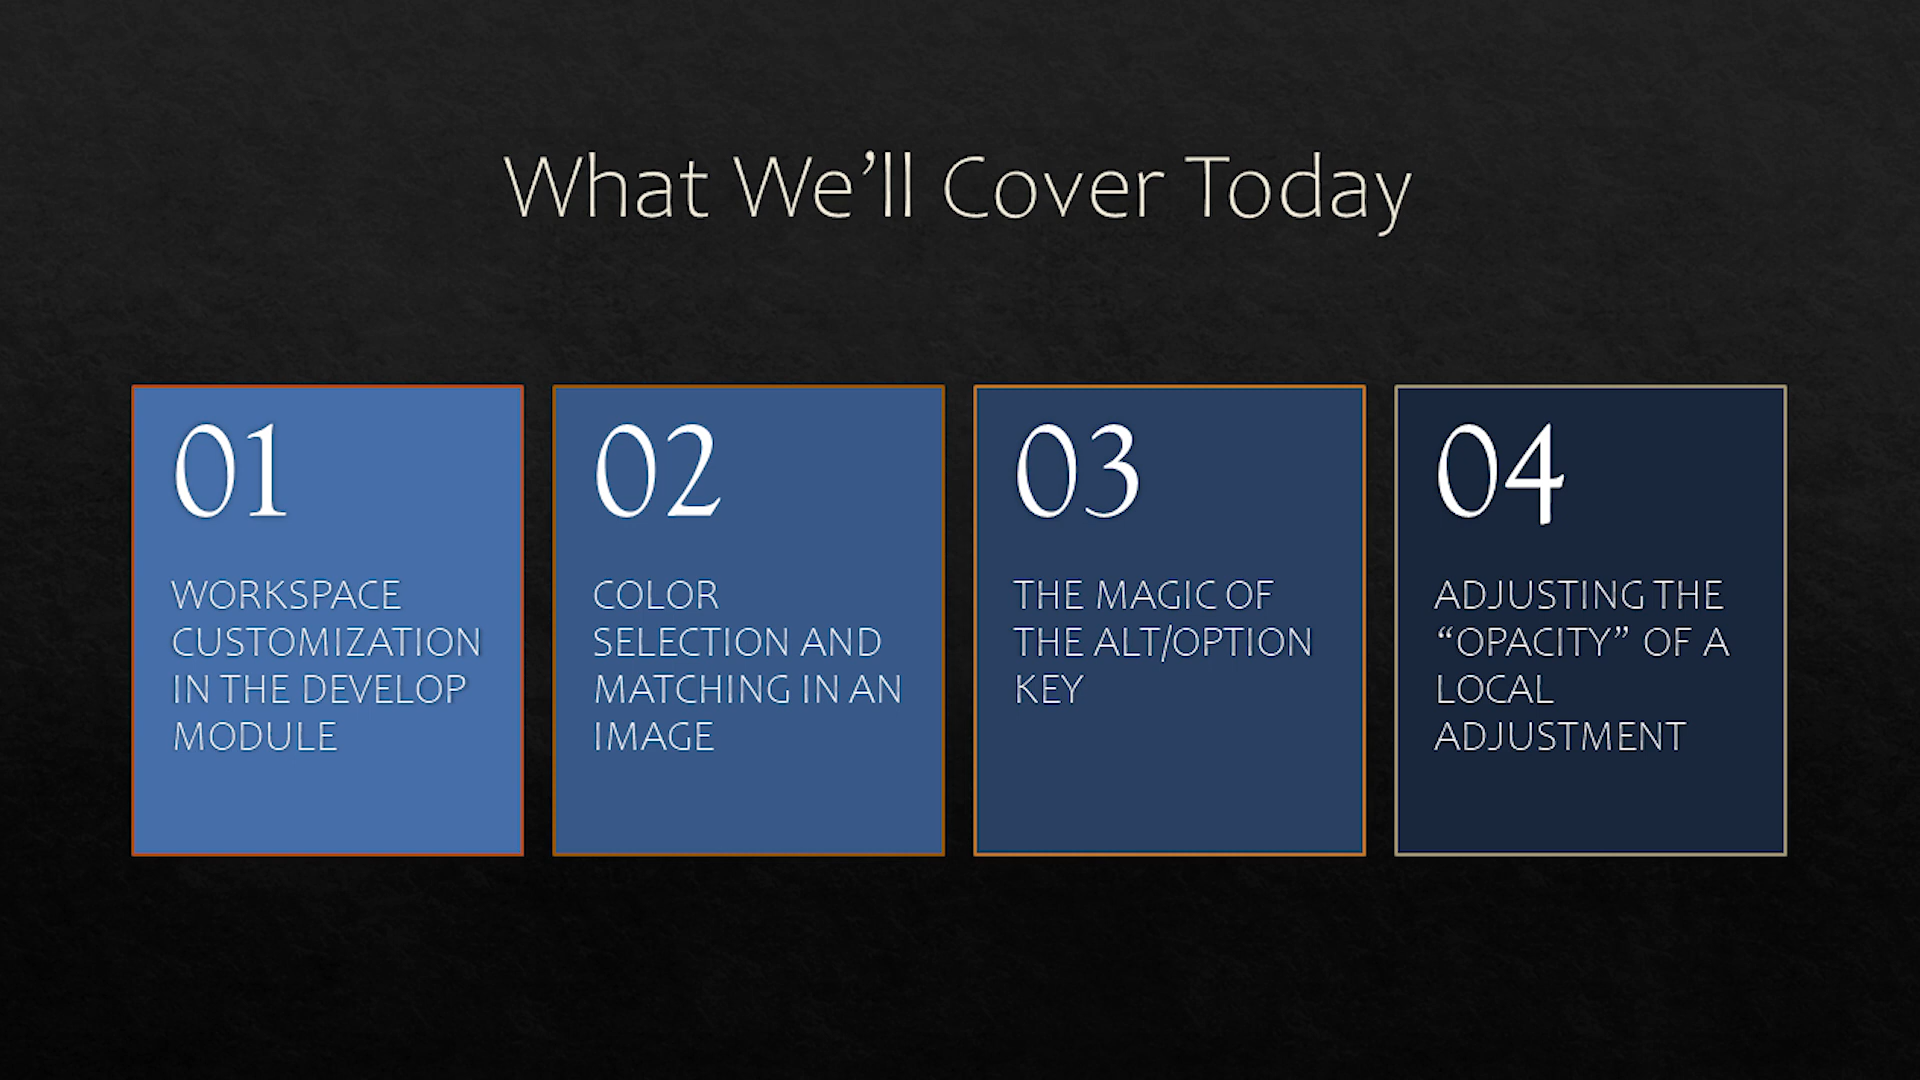 What We’ll Cover Today
01
WORKSPACE
CUSTOMIZATION
IN THE DEVELOP
MODULE
02
COLOR
SELECTION AND
MATCHING IN AN
IMAGE
03
THE MAGIC OF
THE ALT/OPTION
KEY
04
ADJUSTING THE
“OPACITY” OF A
LOCAL
ADJUSTMENT